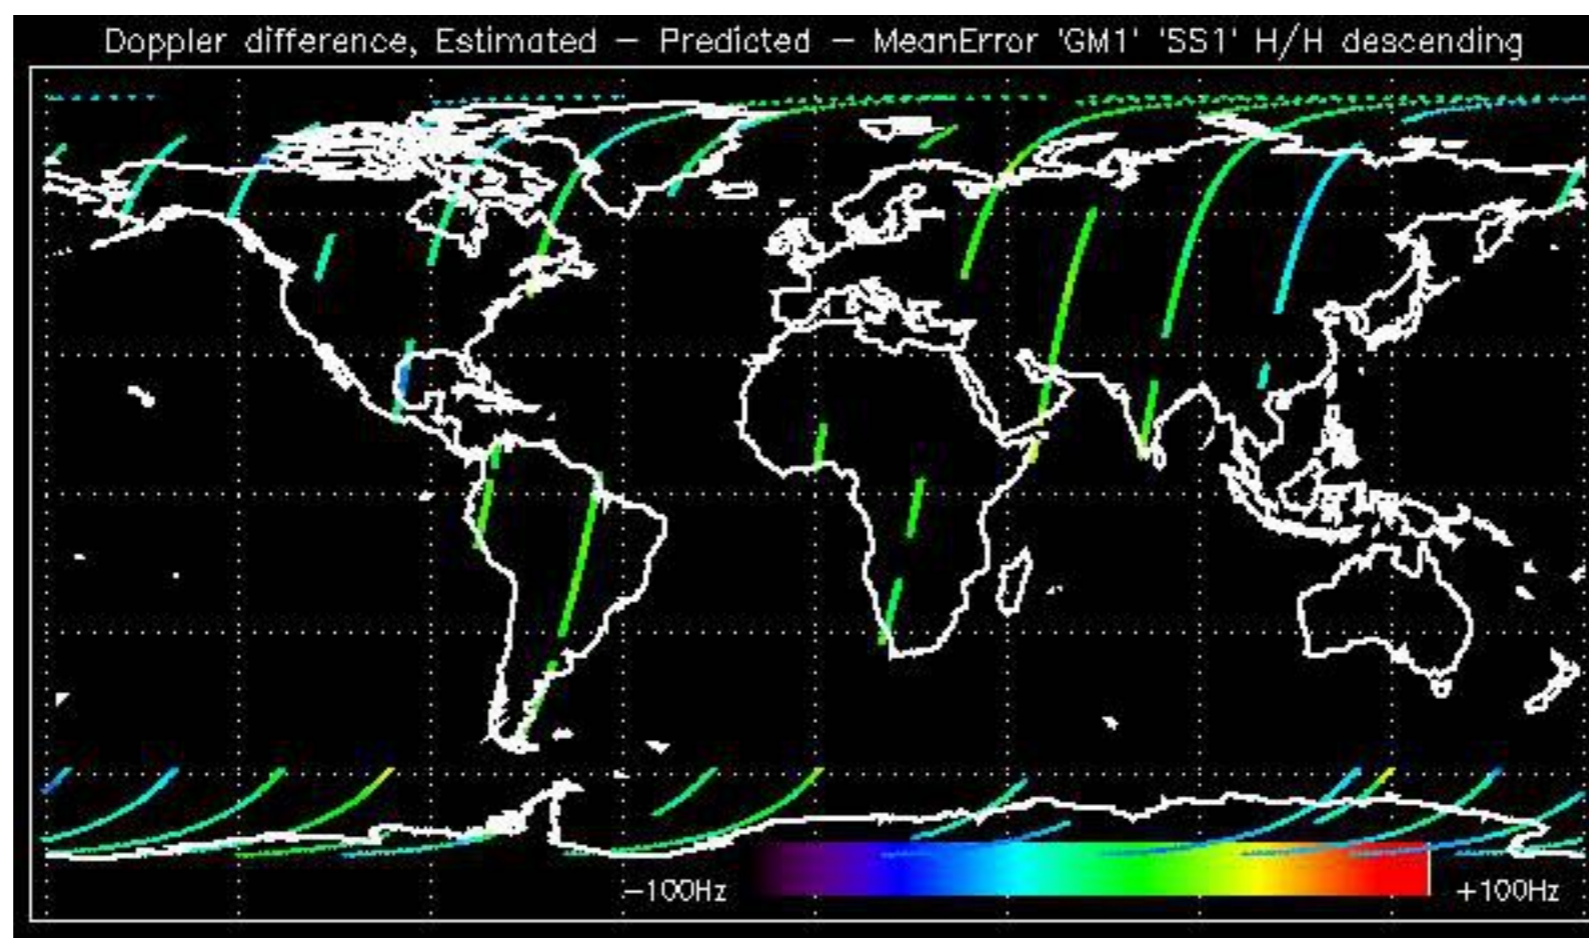 Doppler difference, Estimated − Predicted − MeanError 'GM1' 'SS1' H/H descending
−100Hz
+100Hz